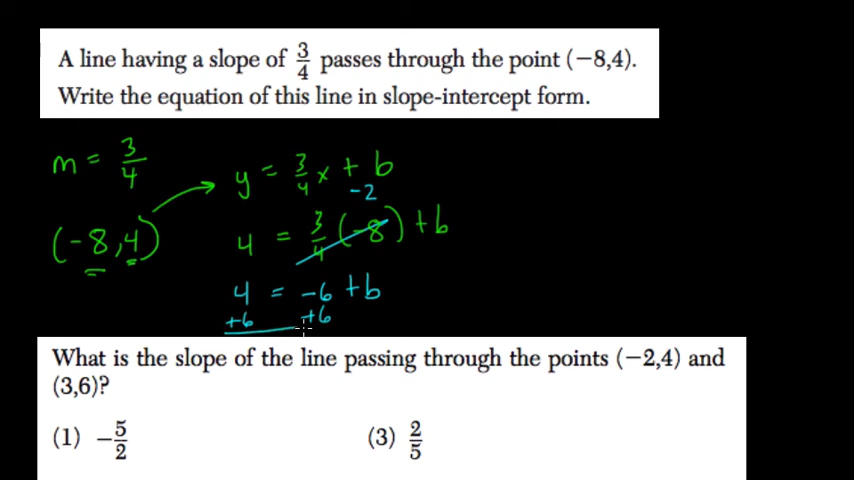 A line having a slope of 3/4 passes through the point (−8,4).
Write the equation of this line in slope-intercept form.
m = 3/4
y = 3/4 x + b
-2
(-8,4)
4 = 3/4 (-8) + b
4 = -6 + b
+6 +6
What is the slope of the line passing through the points (−2,4) and
(3,6)?
(1) −5/2 (3) 2/5